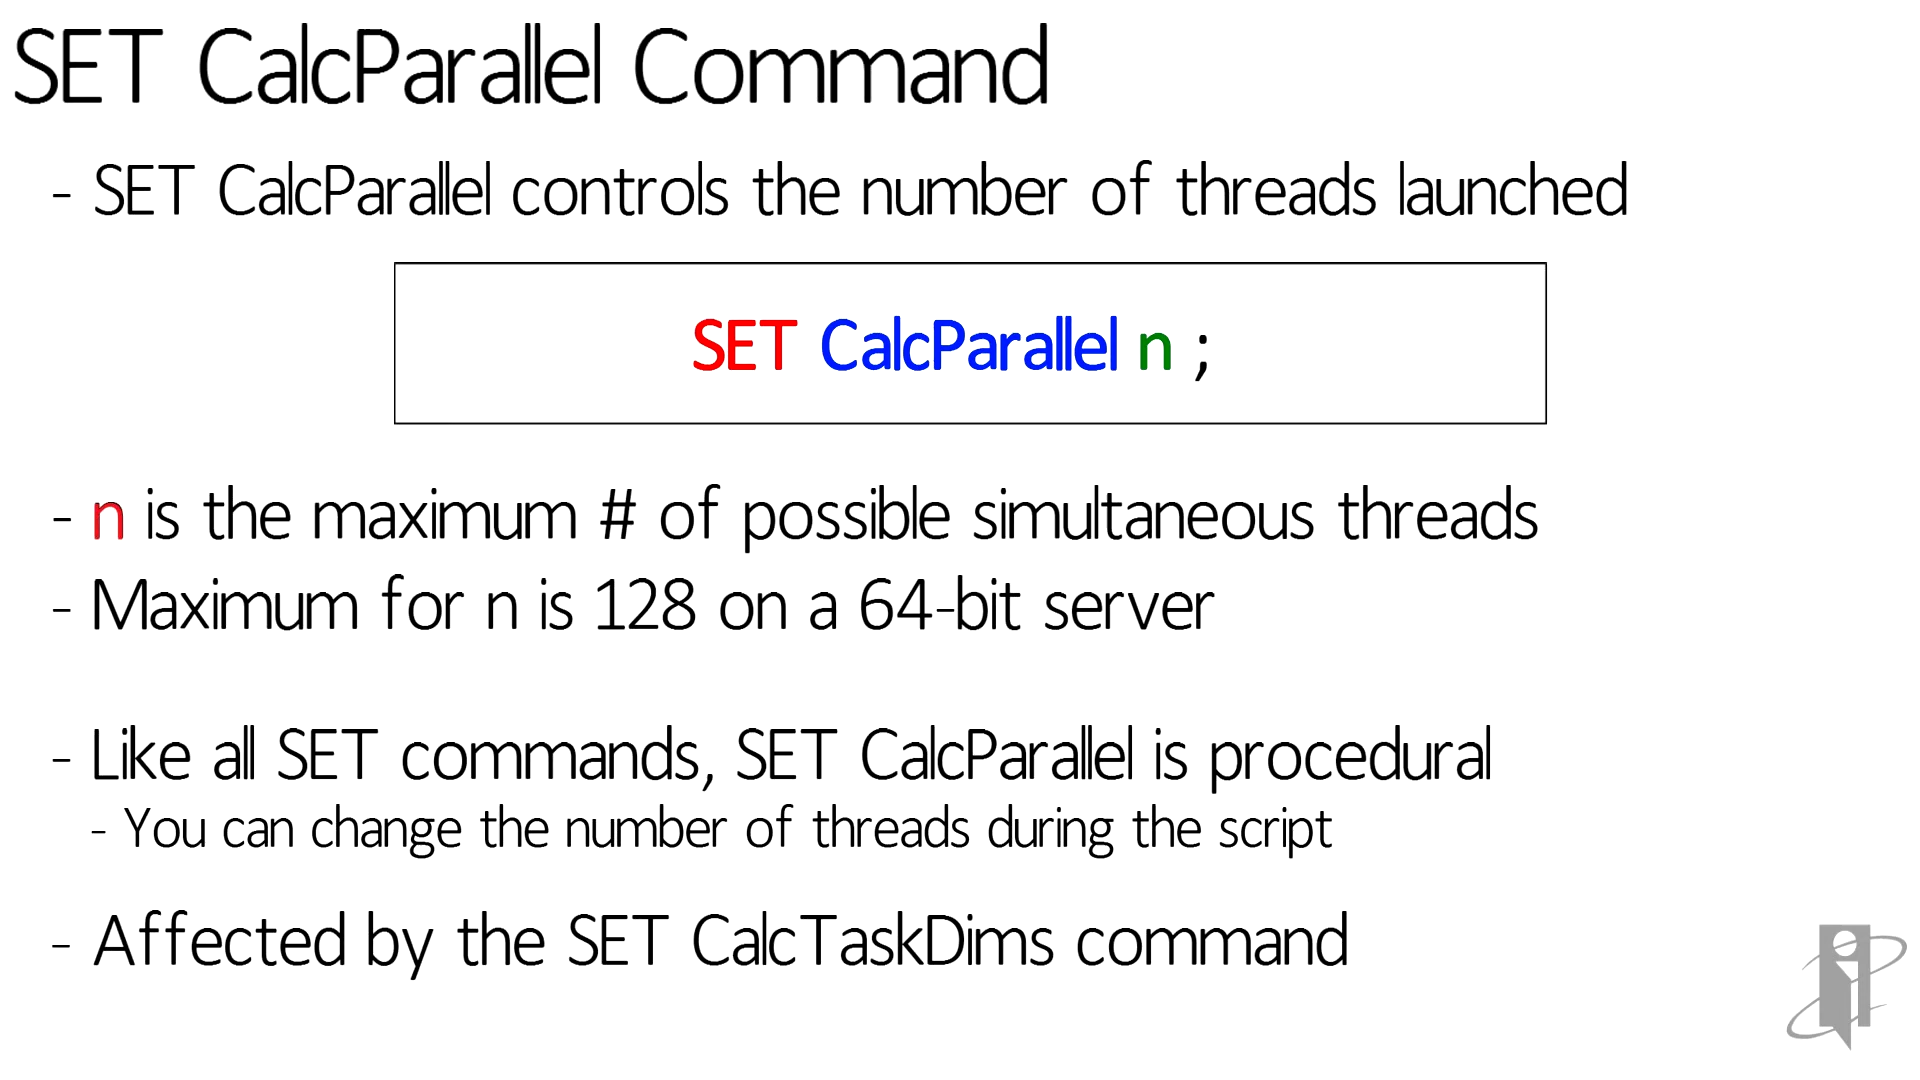 SET CalcParallel Command
- SET CalcParallel controls the number of threads launched
SET CalcParallel n ;
- n is the maximum # of possible simultaneous threads
- Maximum for n is 128 on a 64-bit server
- Like all SET commands, SET CalcParallel is procedural
- You can change the number of threads during the script
- Affected by the SET CalcTaskDims command